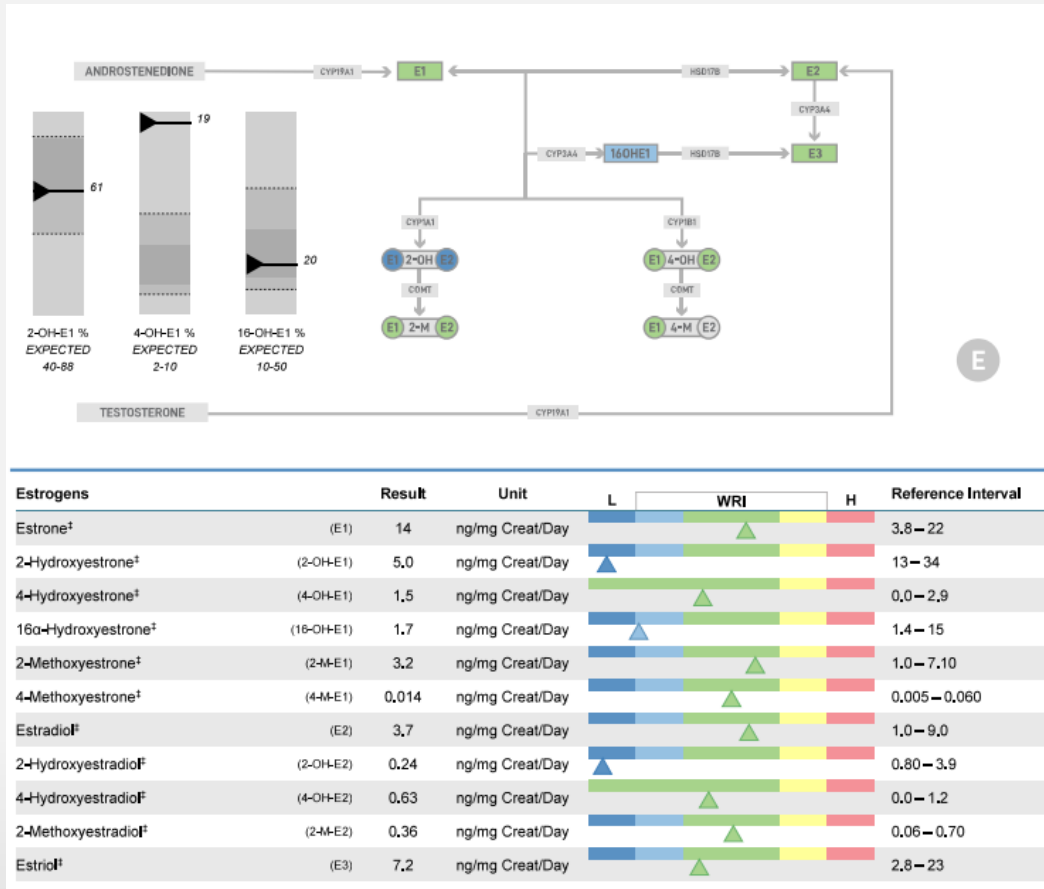 ANDROSTENEDIONE CYP19A1 E1 HSD17B E2
CYP3A4
19
CYP3A4 16OHE1 HSD17B E3
61
CYP1A1 CYP1B1
E1 2-OH E2 E1 4-OH E2
20
COMT COMT
E1 2-M E2 E1 4-M E2
2-OH-E1 % 4-OH-E1 % 16-OH-E1 %
EXPECTED EXPECTED EXPECTED
40-88 2-10 10-50
E
TESTOSTERONE CYP19A1
Estrogens Result Unit L WRI H Reference Interval
Estrone‡ (E1) 14 ng/mg Creat/Day 3.8–22
2-Hydroxyestrone‡ (2-OH-E1) 5.0 ng/mg Creat/Day 13–34
4-Hydroxyestrone‡ (4-OH-E1) 1.5 ng/mg Creat/Day 0.0–2.9
16α-Hydroxyestrone‡ (16-OH-E1) 1.7 ng/mg Creat/Day 1.4–15
2-Methoxyestrone‡ (2-M-E1) 3.2 ng/mg Creat/Day 1.0–7.10
4-Methoxyestrone‡ (4-M-E1) 0.014 ng/mg Creat/Day 0.005–0.060
Estradiol‡ (E2) 3.7 ng/mg Creat/Day 1.0–9.0
2-Hydroxyestradiol‡ (2-OH-E2) 0.24 ng/mg Creat/Day 0.80–3.9
4-Hydroxyestradiol‡ (4-OH-E2) 0.63 ng/mg Creat/Day 0.0–1.2
2-Methoxyestradiol‡ (2-M-E2) 0.36 ng/mg Creat/Day 0.06–0.70
Estriol‡ (E3) 7.2 ng/mg Creat/Day 2.8–23